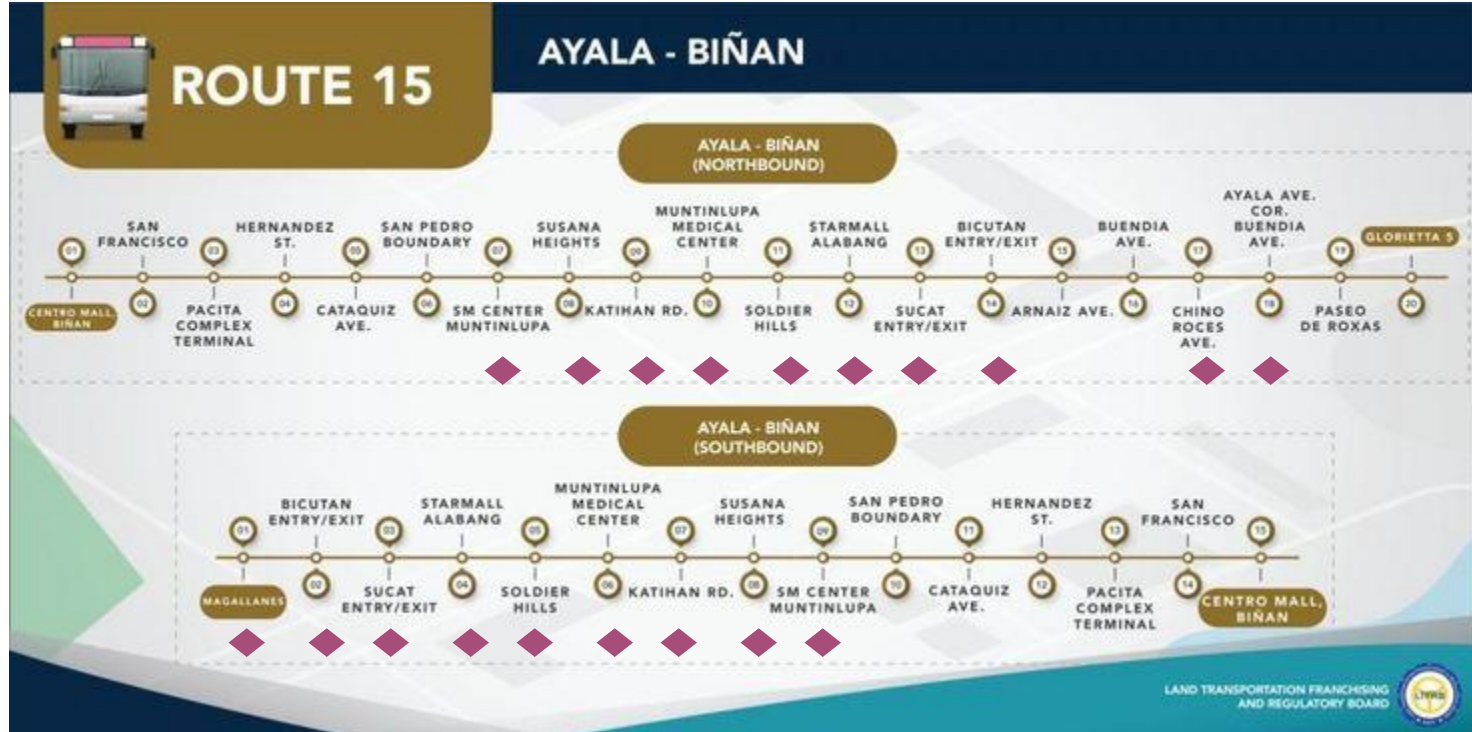 ROUTE 15
AYALA - BIÑAN
AYALA - BIÑAN
(NORTHBOUND)
01
CENTRO MALL,
BIÑAN
SAN
FRANCISCO
02
03
PACITA
COMPLEX
TERMINAL
HERNANDEZ
ST.
04
05
CATAQUIZ
AVE.
SAN PEDRO
BOUNDARY
06
07
SM CENTER
MUNTINLUPA
SUSANA
HEIGHTS
08
09
KATIHAN RD.
MUNTINLUPA
MEDICAL
CENTER
10
11
SOLDIER
HILLS
STARMALL
ALABANG
12
13
SUCAT
ENTRY/EXIT
BICUTAN
ENTRY/EXIT
14
15
ARNAIZ AVE.
BUENDIA
AVE.
16
17
CHINO
ROCES
AVE.
AYALA AVE.
COR.
BUENDIA
AVE.
18
19
PASEO
DE ROXAS
GLORIETTA 5
20
AYALA - BIÑAN
(SOUTHBOUND)
01
MAGALLANES
BICUTAN
ENTRY/EXIT
02
03
SUCAT
ENTRY/EXIT
STARMALL
ALABANG
04
05
SOLDIER
HILLS
MUNTINLUPA
MEDICAL
CENTER
06
07
KATIHAN RD.
SUSANA
HEIGHTS
08
09
SM CENTER
MUNTINLUPA
SAN PEDRO
BOUNDARY
10
11
CATAQUIZ
AVE.
HERNANDEZ
ST.
12
13
PACITA
COMPLEX
TERMINAL
SAN
FRANCISCO
14
15
CENTRO MALL,
BIÑAN
LAND TRANSPORTATION FRANCHISING
AND REGULATORY BOARD